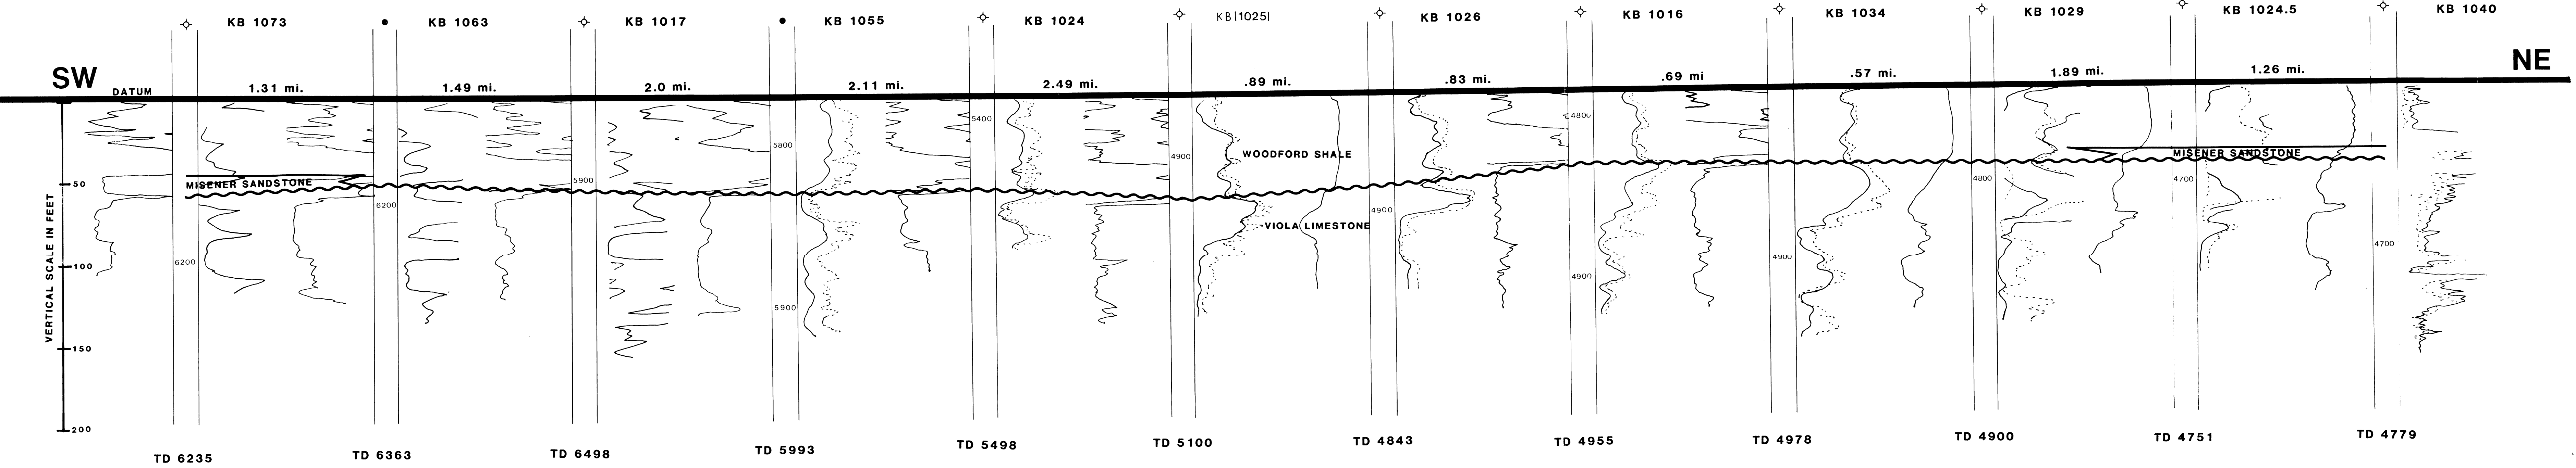 KB 1073 KB 1063 KB 1017 KB 1055 KB 1024 KB (1025) KB 1026 KB 1016 KB 1034 KB 1029 KB 1024.5 KB 1040
SW NE
DATUM 1.31 mi. 1.49 mi. 2.0 mi. 2.11 mi. 2.49 mi. .89 mi. .83 mi. .69 mi .57 mi. 1.89 mi. 1.26 mi.
5400 4800
5800 4900 WOODFORD SHALE MISENER SANDSTONE
50 MISENER SANDSTONE 5900 4800 4700
6200 4900
VIOLA LIMESTONE
VERTICAL SCALE IN FEET
100 6200 4900 4900 4700
5900
150
200
TD 6235 TD 6363 TD 6498 TD 5993 TD 5498 TD 5100 TD 4843 TD 4955 TD 4978 TD 4900 TD 4751 TD 4779